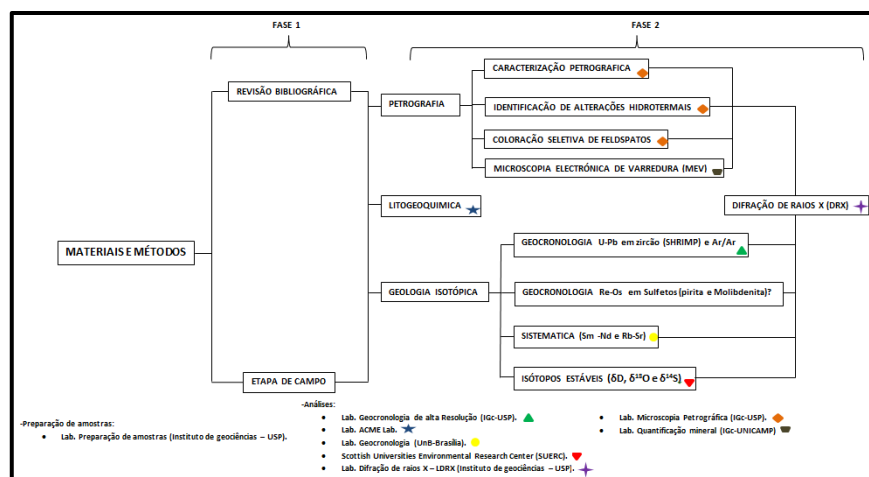 FASE 1
FASE 2
CARACTERIZAÇÃO PETROGRAFICA
REVISÃO BIBLIOGRÁFICA
PETROGRAFIA
IDENTIFICAÇÃO DE ALTERAÇÕES HIDROTERMAIS
COLORAÇÃO SELETIVA DE FELDSPATOS
MICROSCOPIA ELECTRÓNICA DE VARREDURA (MEV)
LITOGEOQUIMICA
DIFRAÇÃO DE RAIOS X (DRX)
MATERIAIS E MÉTODOS
GEOCRONOLOGIA U-Pb em zircão (SHRIMP) e Ar/Ar
GEOLOGIA ISOTÓPICA
GEOCRONOLOGIA Re-Os em Sulfetos (pirita e Molibdenita)?
SISTEMATICA (Sm -Nd e Rb-Sr)
ETAPA DE CAMPO
ISÓTOPOS ESTÁVEIS (δD, δ¹⁸O e δ³⁴S)
-Preparação de amostras:
• Lab. Preparação de amostras (Instituto de geociências – USP).
-Análises:
• Lab. Geocronologia de alta Resolução (IGc-USP).
• Lab. ACME Lab.
• Lab. Geocronologia (UnB-Brasília).
• Scottish Universities Environmental Research Center (SUERC).
• Lab. Difração de raios X – LDRX (Instituto de geociências – USP).
• Lab. Microscopia Petrográfica (IGc-USP).
• Lab. Quantificação mineral (IGc-UNICAMP)